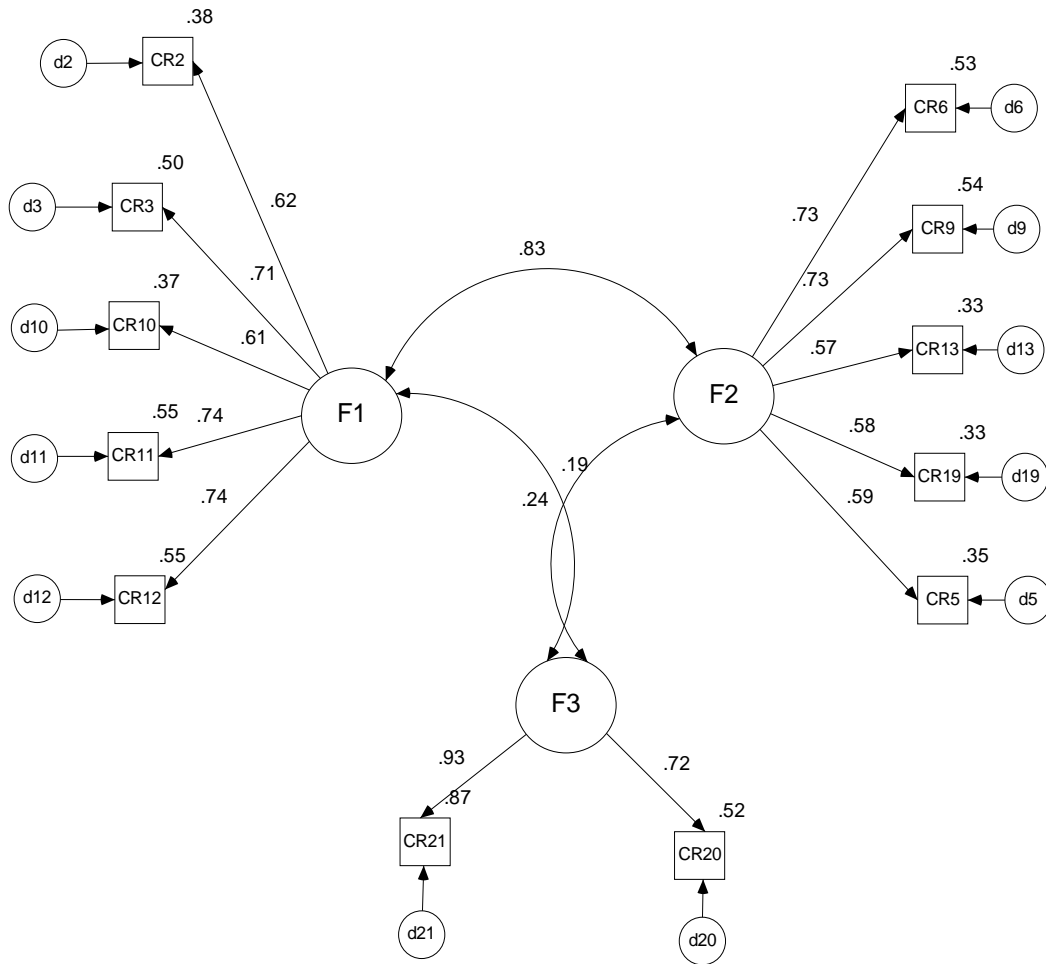 .38
d2 CR2
.53
CR6 d6
.50
d3 CR3
.62
.54
.73
CR9 d9
.83
.71
.37
.73
d10 CR10
.61
.33
.57
CR13 d13
F1
F2
.55 .74
d11 CR11
.58 .33
.19
CR19 d19
.74
.24
.59
.55
.35
d12 CR12
CR5 d5
F3
.93
.72
.87
.52
CR21
CR20
d21
d20